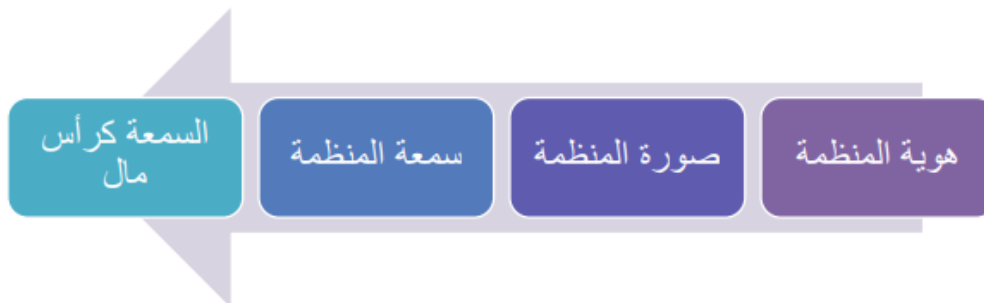 هوية المنظمة
صورة المنظمة
سمعة المنظمة
السمعة كرأس
مال